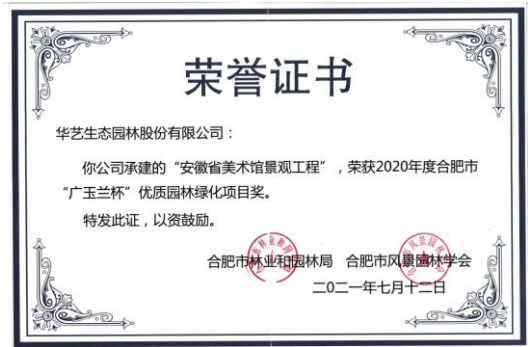 荣誉证书
华艺生态园林股份有限公司：
你公司承建的“安徽省美术馆景观工程”，荣获2020年度合肥市
“广玉兰杯”优质园林绿化项目奖。
特发此证，以资鼓励。
合肥市林业和园林局 合肥市风景园林学会
二〇二一年七月十二日